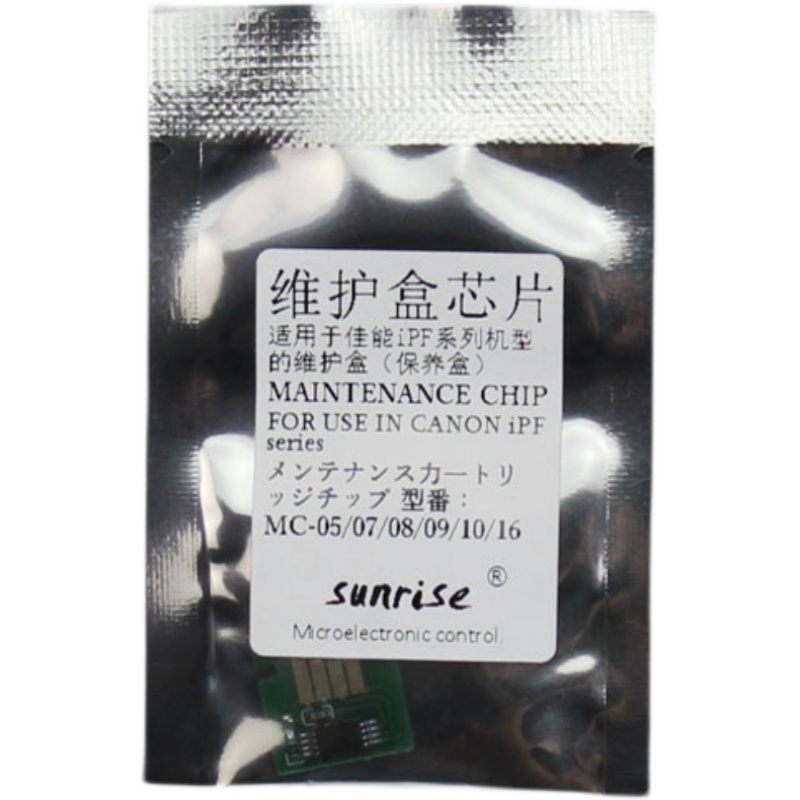 维护盒芯片
适用于佳能iPF系列机型
的维护盒（保养盒）
MAINTENANCE CHIP
FOR USE IN CANON iPF
series
メンテナンスカートリ
ッジチップ 型番：
MC-05/07/08/09/10/16
sunrise ®
Microelectronic control.